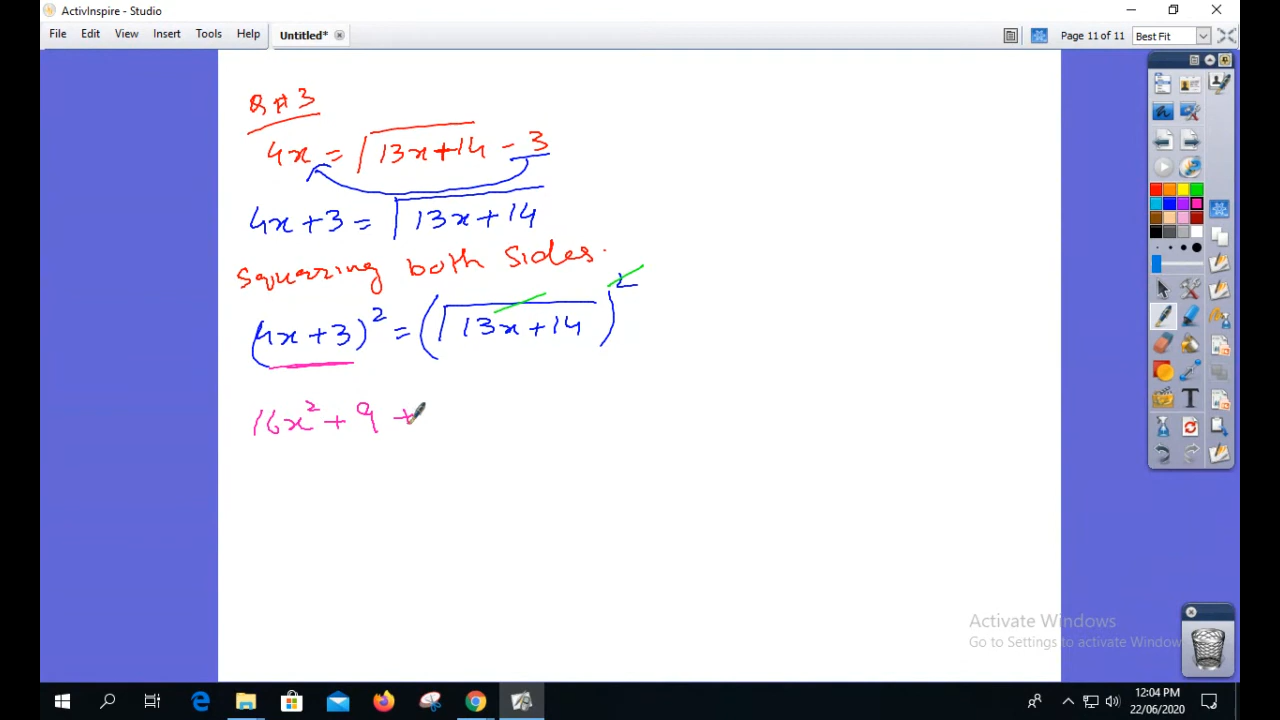 ActivInspire - Studio
File Edit View Insert Tools Help
Untitled*
Page 11 of 11
Best Fit
Q # 3
4x = √13x+14 - 3
4x + 3 = √13x+14
Squaring both sides.
(4x + 3)² = (√13x + 14)²
16x² + 9 +
T
Activate Windows
Go to Settings to activate Windows
12:04 PM
22/06/2020